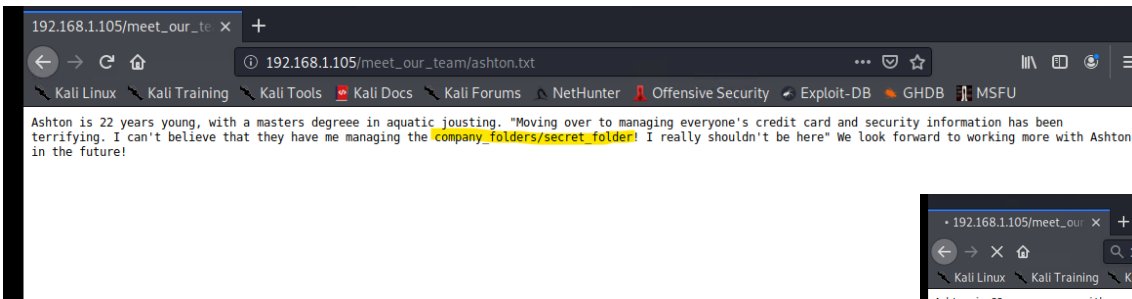 192.168.1.105/meet_our_te
192.168.1.105/meet_our_team/ashton.txt
Kali Linux Kali Training Kali Tools Kali Docs Kali Forums NetHunter Offensive Security Exploit-DB GHDB MSFU
Ashton is 22 years young, with a masters degreee in aquatic jousting. "Moving over to managing everyone's credit card and security information has been
terrifying. I can't believe that they have me managing the company_folders/secret_folder! I really shouldn't be here" We look forward to working more with Ashton
in the future!
192.168.1.105/meet_our
Kali Linux Kali Training